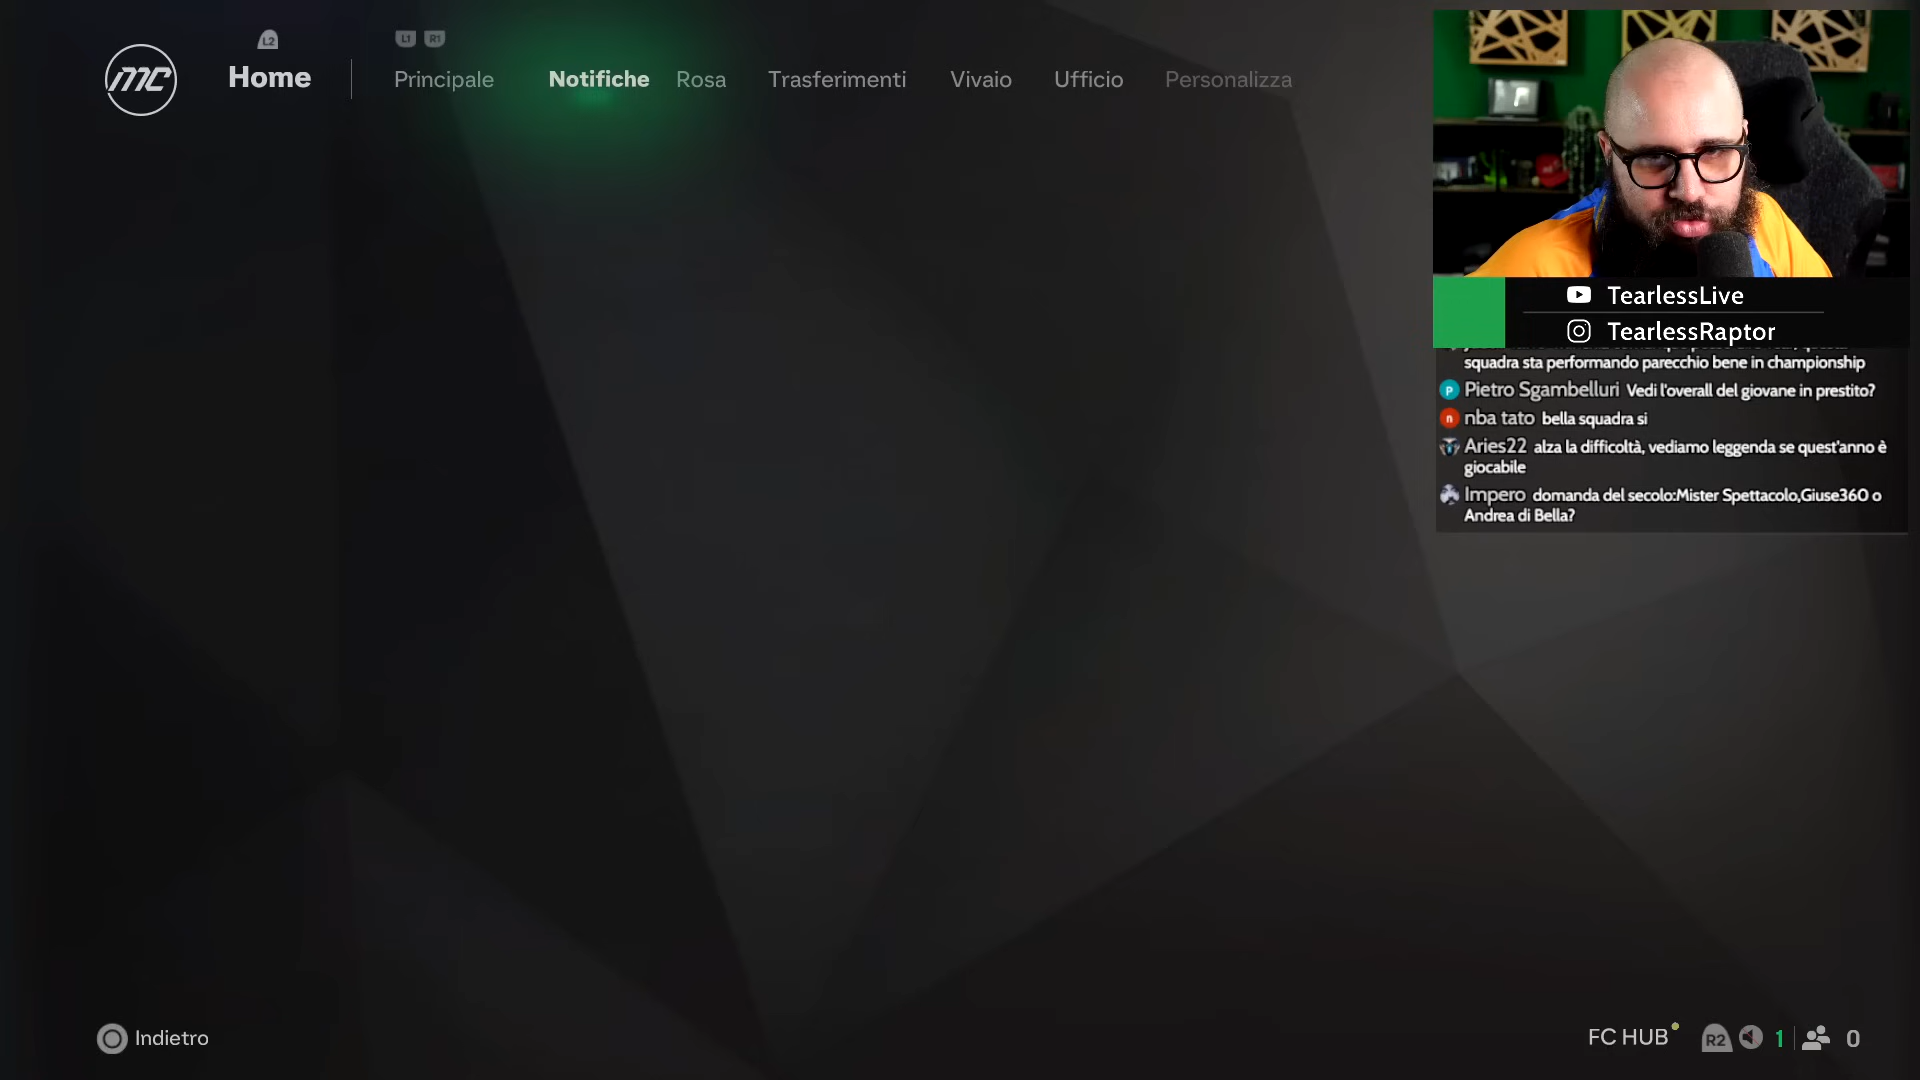 L2
L1 R1
MC Home Principale Notifiche Rosa Trasferimenti Vivaio Ufficio Personalizza
TearlessLive
TearlessRaptor
squadra sta performando parecchio bene in championship
P Pietro Sgambelluri Vedi l'overall del giovane in prestito?
n nba tato bella squadra si
Aries22 alza la difficoltà, vediamo leggenda se quest'anno è
giocabile
Impero domanda del secolo:Mister Spettacolo,Giuse360 o
Andrea di Bella?
Indietro
FC HUB R2 1 0